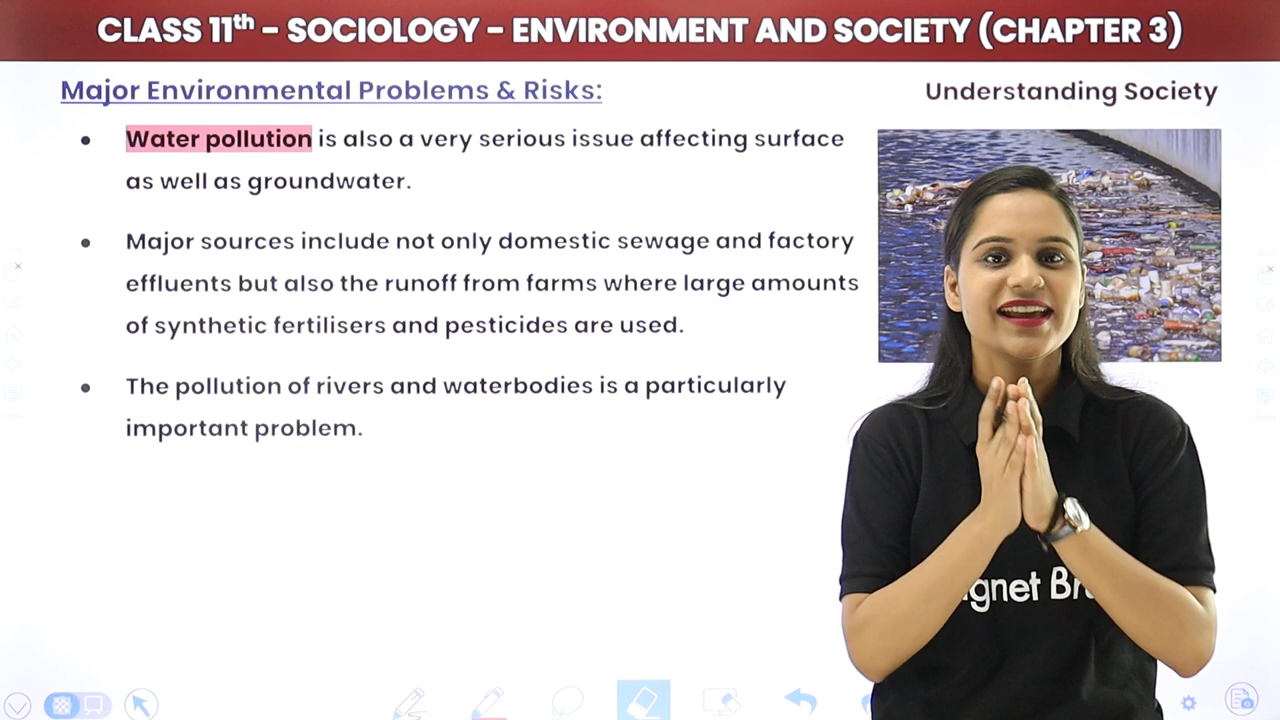 CLASS 11th – SOCIOLOGY – ENVIRONMENT AND SOCIETY (CHAPTER 3)
Major Environmental Problems & Risks:
Understanding Society
• Water pollution is also a very serious issue affecting surface
as well as groundwater.
• Major sources include not only domestic sewage and factory
effluents but also the runoff from farms where large amounts
of synthetic fertilisers and pesticides are used.
• The pollution of rivers and waterbodies is a particularly
important problem.
gnet Br